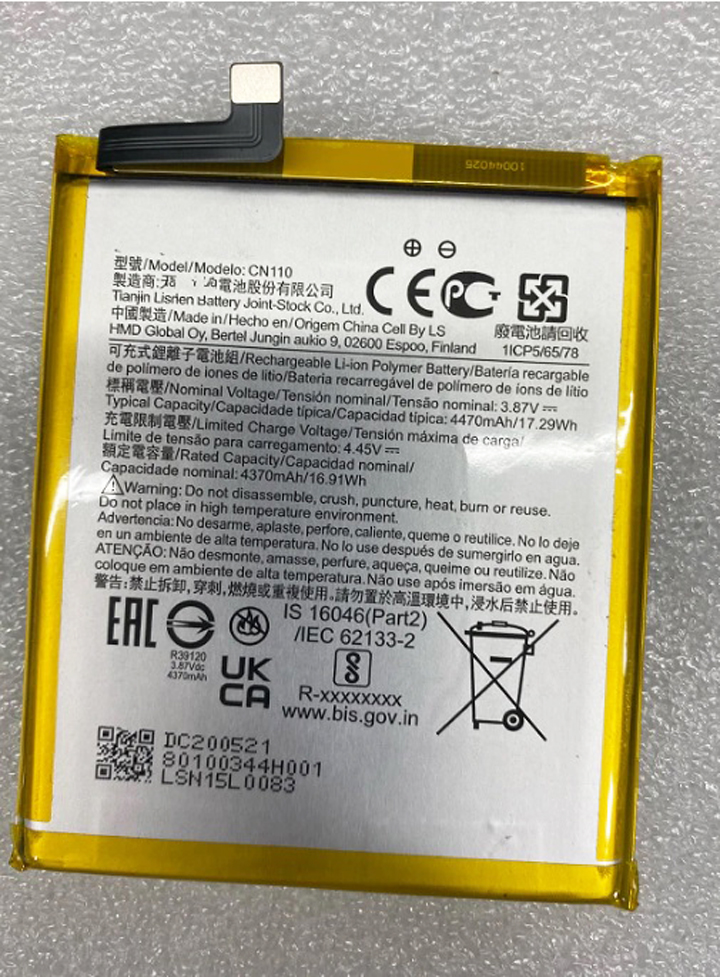 10044025
⊕ ⊖
型號/Model/Modelo: CN110
製造商: 電池股份有限公司
Tianjin Battery Joint-Stock Co., Ltd.
中國製造/Made in/Hecho en/Origem China Cell By LS
HMD Global Oy, Bertel Jungin aukio 9, 02600 Espoo, Finland
CE PCT
廢電池請回收
1ICP5/65/78
可充式鋰離子電池組/Rechargeable Li-ion Polymer Battery/Batería recargable
de polímero de iones de litio/Bateria recarregável de polímero de íons de lítio
標稱電壓/Nominal Voltage/Tensión nominal/Tensão nominal: 3.87V⎓
Typical Capacity/Capacidade típica/Capacidad típica: 4470mAh/17.29Wh
充電限制電壓/Limited Charge Voltage/Tensión máxima de carga/
Limite de tensão para carregamento: 4.45V⎓
額定電容量/Rated Capacity/Capacidad nominal/
Capacidade nominal: 4370mAh/16.91Wh
⚠Warning: Do not disassemble, crush, puncture, heat, burn or reuse.
Do not place in high temperature environment.
Advertencia: No desarme, aplaste, perfore, caliente, queme o reutilice. No lo deje
en un ambiente de alta temperatura. No lo use después de sumergirlo en agua.
ATENÇÃO: Não desmonte, amasse, perfure, aqueça, queime ou reutilize. Não
coloque em ambiente de alta temperatura. Não use após imersão em água.
警告:禁止拆卸,穿刺,燃燒或重複使用.請勿置於高溫環境中,浸水后禁止使用。
EAC
R39120
3.87Vdc
4370mAh
UK
CA
IS 16046(Part2)
/IEC 62133-2
R-xxxxxxxx
www.bis.gov.in
DC200521
80100344H001
LSN15L0083